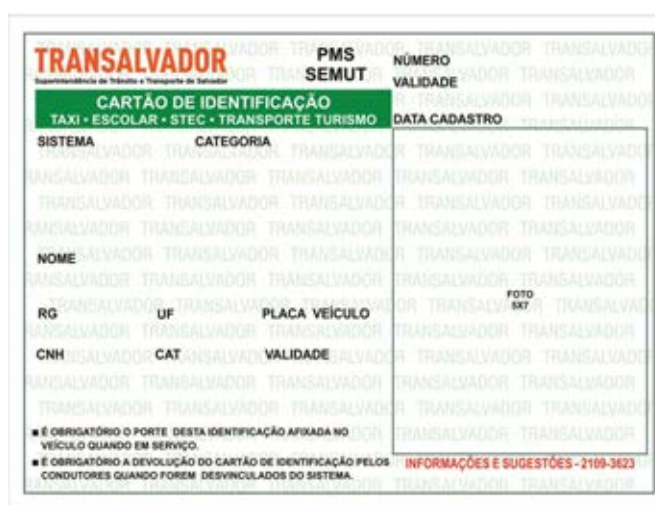 TRANSALVADOR
Superintendência de Trânsito e Transporte do Salvador
PMS
SEMUT
NÚMERO
VALIDADE
CARTÃO DE IDENTIFICAÇÃO
TAXI • ESCOLAR • STEC • TRANSPORTE TURISMO
DATA CADASTRO
SISTEMA CATEGORIA
NOME
FOTO
5X7
RG UF PLACA VEÍCULO
CNH CAT VALIDADE
■ É OBRIGATÓRIO O PORTE DESTA IDENTIFICAÇÃO AFIXADA NO
VEÍCULO QUANDO EM SERVIÇO.
■ É OBRIGATÓRIO A DEVOLUÇÃO DO CARTÃO DE IDENTIFICAÇÃO PELOS
CONDUTORES QUANDO FOREM DESVINCULADOS DO SISTEMA.
INFORMAÇÕES E SUGESTÕES - 2109-3623